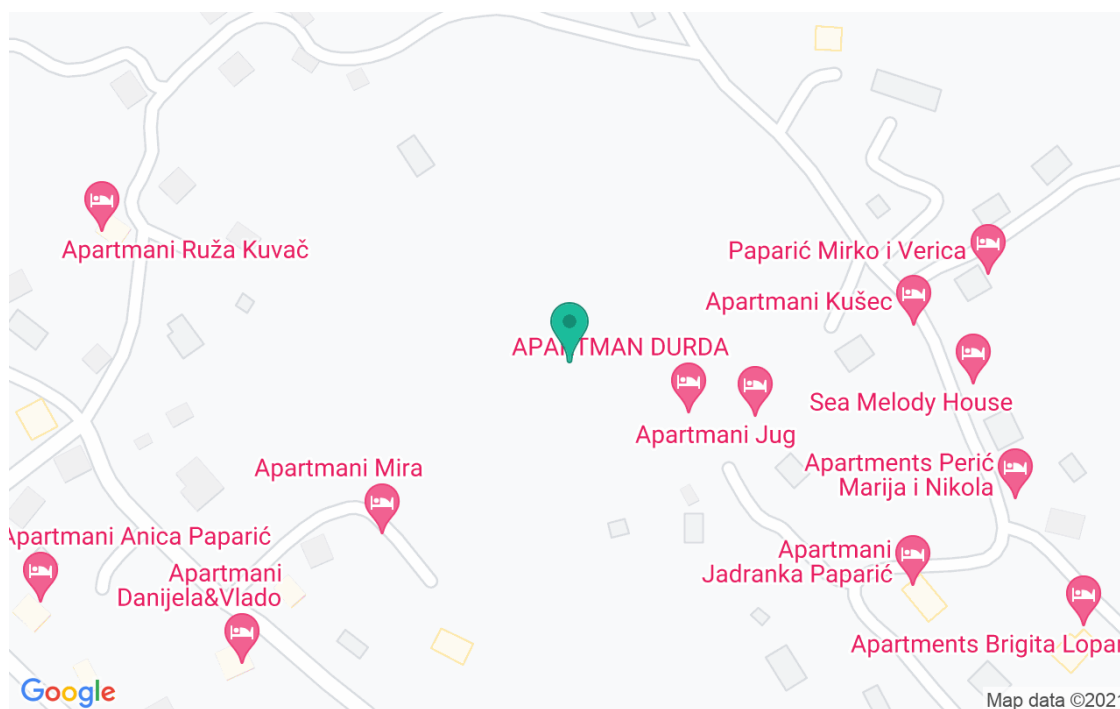 Apartmani Ruža Kuvač
Paparić Mirko i Verica
Apartmani Kušec
APARTMAN DURDA
Sea Melody House
Apartmani Jug
Apartments Perić
Marija i Nikola
Apartmani Mira
Apartmani Anica Paparić
Apartmani
Danijela&Vlado
Apartmani
Jadranka Paparić
Apartments Brigita Lopar
Google
Map data ©2021